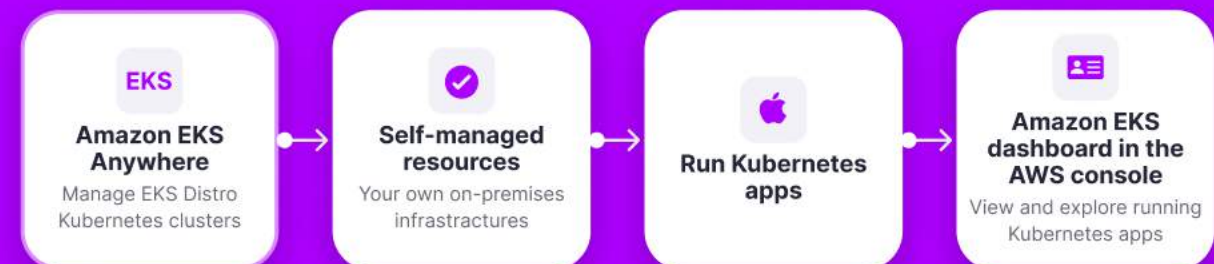 EKS
Amazon EKS
Anywhere
Manage EKS Distro
Kubernetes clusters
Self-managed
resources
Your own on-premises
infrastractures
Run Kubernetes
apps
Amazon EKS
dashboard in the
AWS console
View and explore running
Kubernetes apps